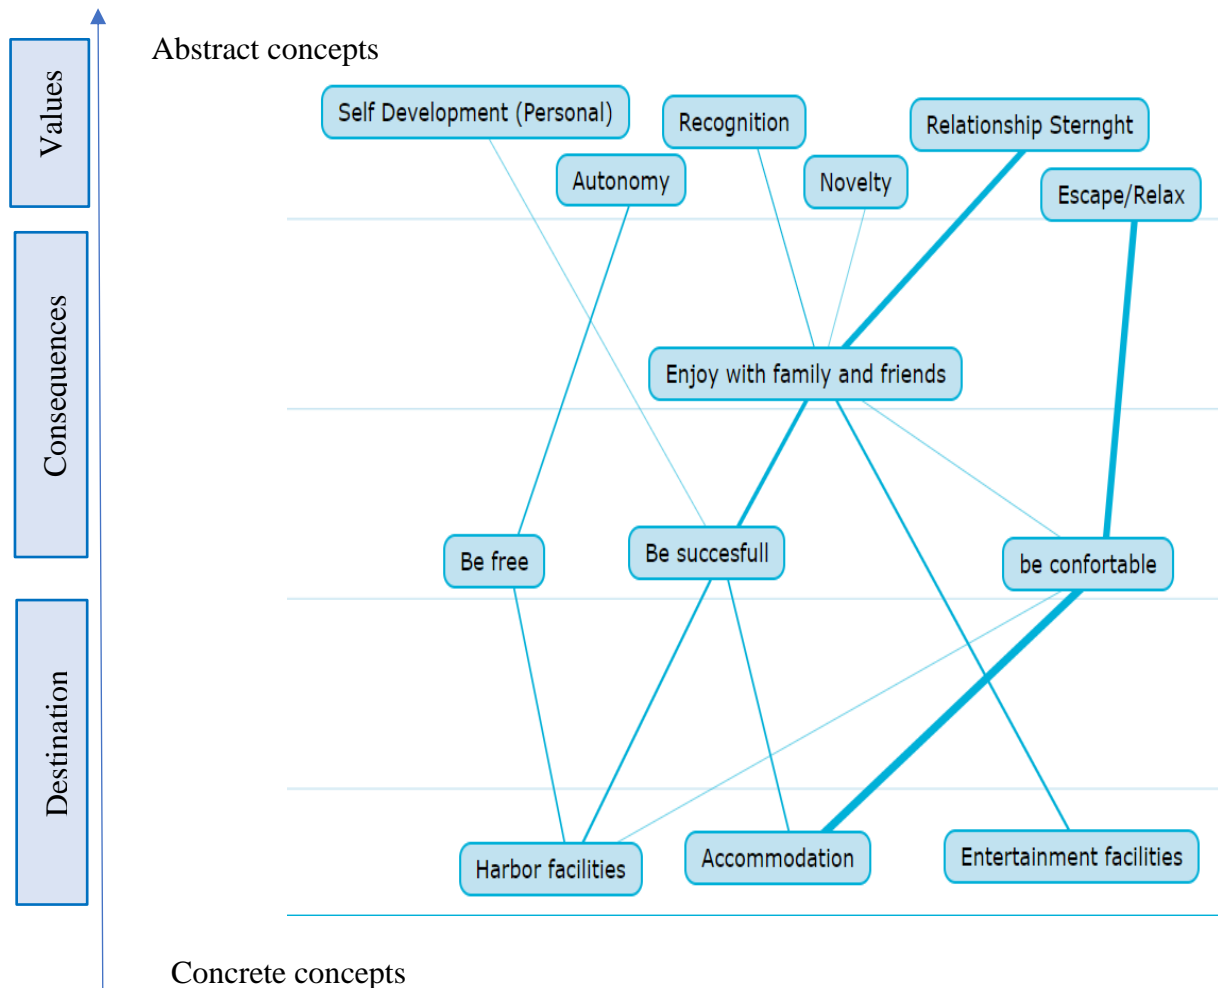 Abstract concepts
Values
Self Development (Personal)
Recognition
Relationship Sternght
Autonomy
Novelty
Escape/Relax
Consequences
Enjoy with family and friends
Be free
Be succesfull
be confortable
Destination
Harbor facilities
Accommodation
Entertainment facilities
Concrete concepts